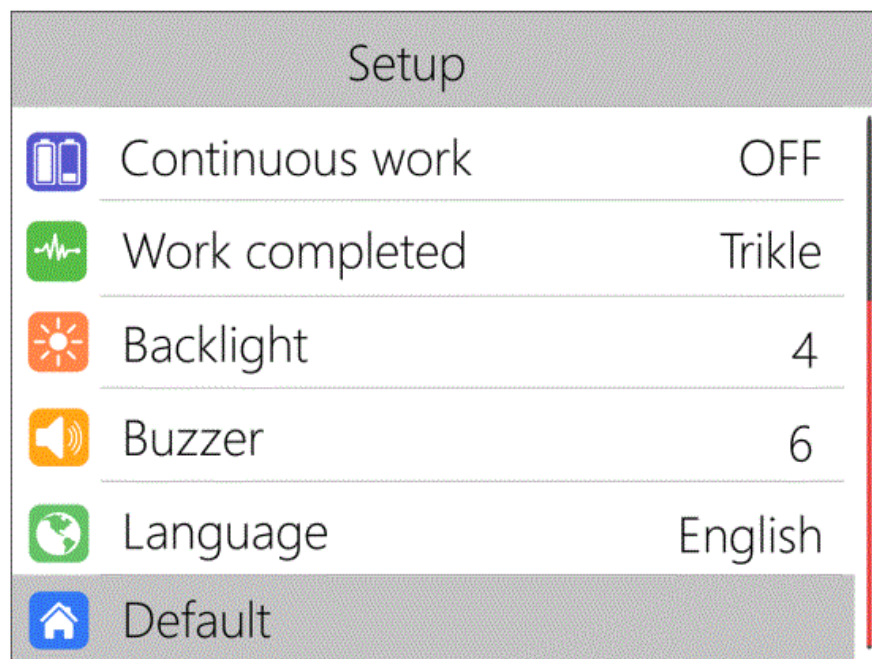 Setup
Continuous work OFF
Work completed Trikle
Backlight 4
Buzzer 6
Language English
Default